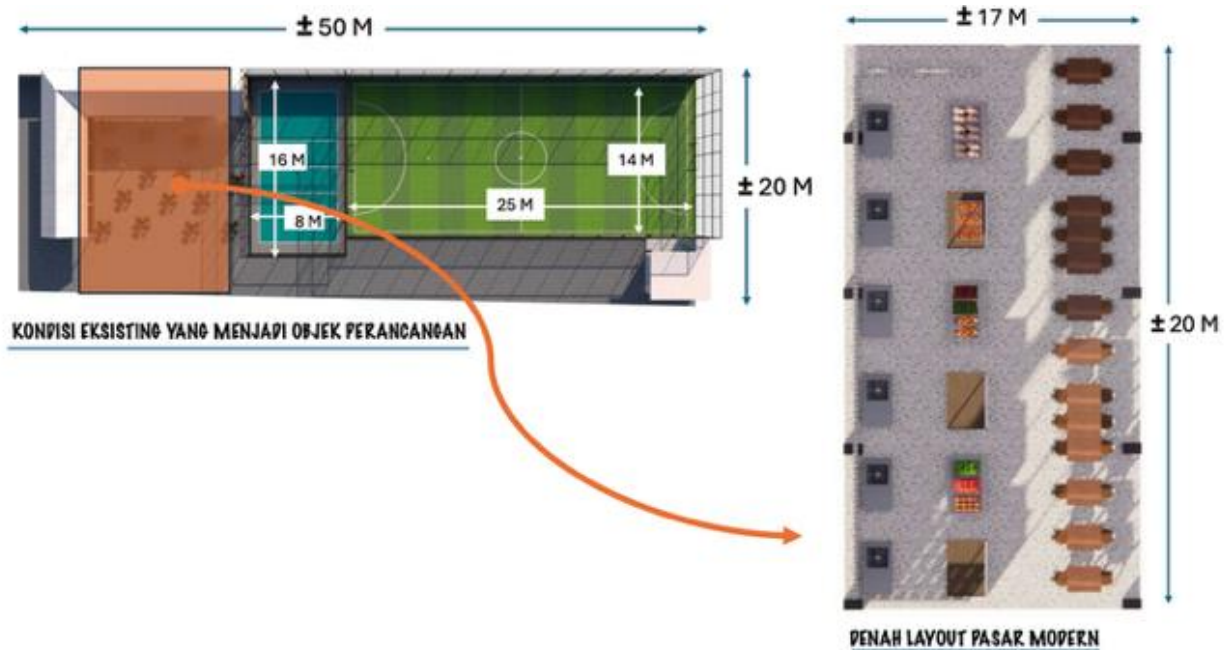 ± 50 M
± 20 M
16 M
8 M
14 M
25 M
KONDISI EKSISTING YANG MENJADI OBJEK PERANCANGAN
± 17 M
± 20 M
DENAH LAYOUT PASAR MODERN